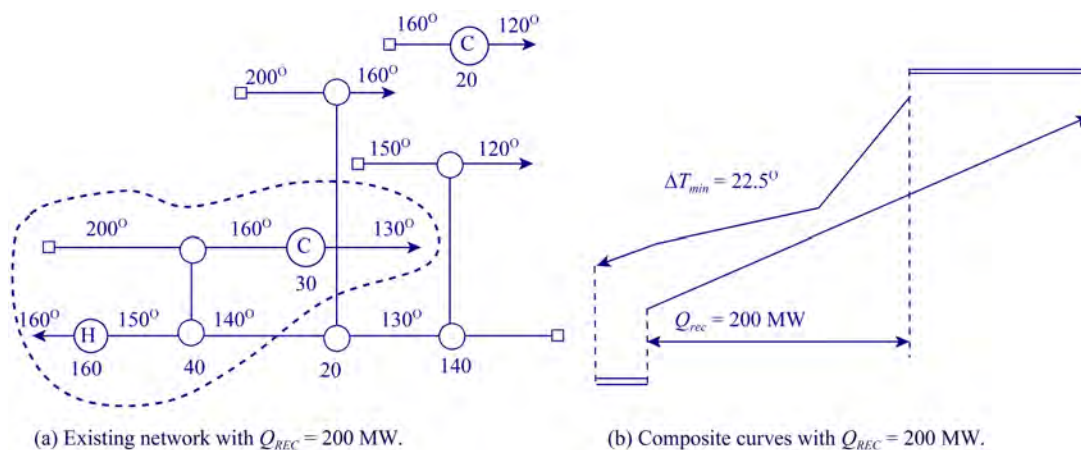 160° 120°
C
20
200° 160°
150° 120°
200° 160° 130°
C
30
160° 150° 140° 130°
H
160 40 20 140
ΔTmin = 22.5°
Qrec = 200 MW
(a) Existing network with QREC = 200 MW.
(b) Composite curves with QREC = 200 MW.